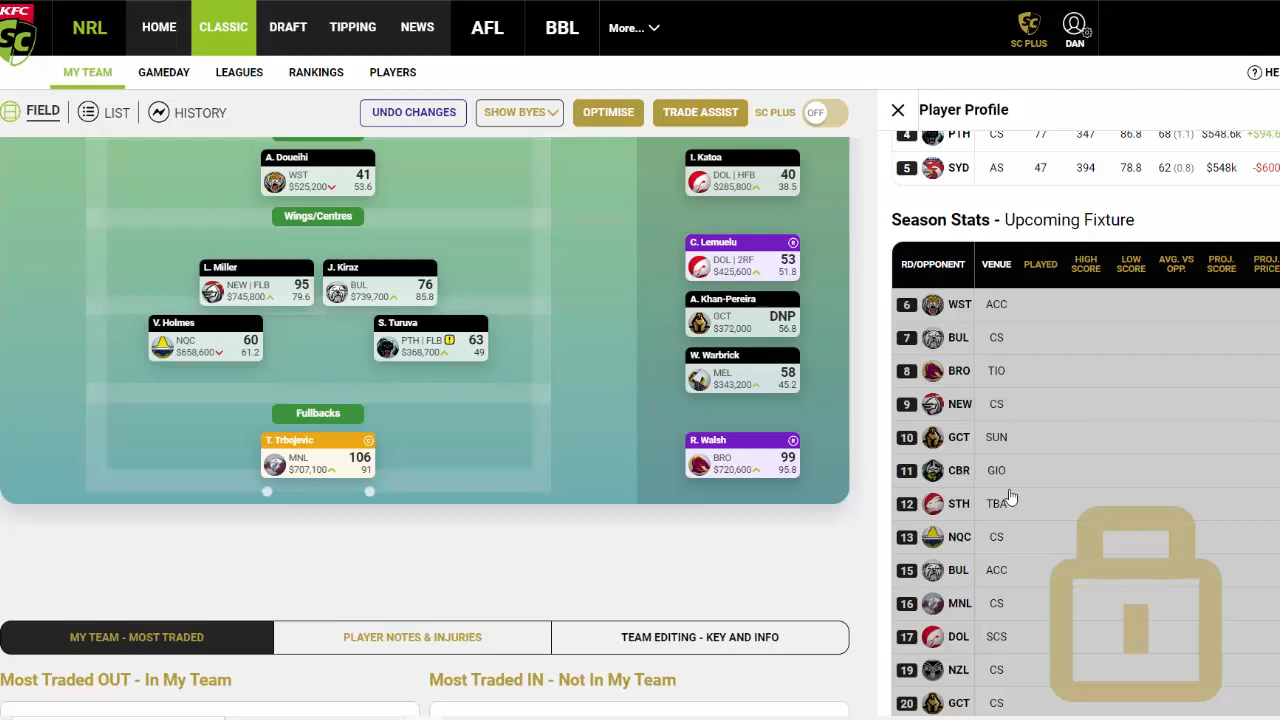 KFC
SC
NRL
HOME
CLASSIC
DRAFT
TIPPING
NEWS
AFL
BBL
More...
SC PLUS
DAN
MY TEAM
GAMEDAY
LEAGUES
RANKINGS
PLAYERS
HE
FIELD
LIST
HISTORY
UNDO CHANGES
SHOW BYES
OPTIMISE
TRADE ASSIST
SC PLUS
OFF
A. Doueihi
WST 41
$525,200 53.6
Wings/Centres
L. Miller
NEW | FLB 95
$745,800 79.6
J. Kiraz
BUL 76
$739,700 85.8
V. Holmes
NQC 60
$658,600 61.2
S. Turuva
PTH | FLB 63
$368,700 49
Fullbacks
T. Trbojevic C
MNL 106
$707,100 91
I. Katoa
DOL | HFB 40
$285,800 38.5
C. Lemuelu R
DOL | 2RF 53
$425,600 51.8
A. Khan-Pereira
GCT DNP
$372,000 56.8
W. Warbrick
MEL 58
$343,200 45.2
R. Walsh R
BRO 99
$720,600 95.8
MY TEAM - MOST TRADED
PLAYER NOTES & INJURIES
TEAM EDITING - KEY AND INFO
Most Traded OUT - In My Team
Most Traded IN - Not In My Team
Player Profile
4 PTH CS 77 347 86.8 68 (1.1) $548.6k +$94.6
5 SYD AS 47 394 78.8 62 (0.8) $548k -$600
Season Stats - Upcoming Fixture
RD/OPPONENT VENUE PLAYED HIGH SCORE LOW SCORE AVG. VS OPP. PROJ. SCORE PROJ. PRICE
6 WST ACC
7 BUL CS
8 BRO TIO
9 NEW CS
10 GCT SUN
11 CBR GIO
12 STH TBA
13 NQC CS
15 BUL ACC
16 MNL CS
17 DOL SCS
19 NZL CS
20 GCT CS